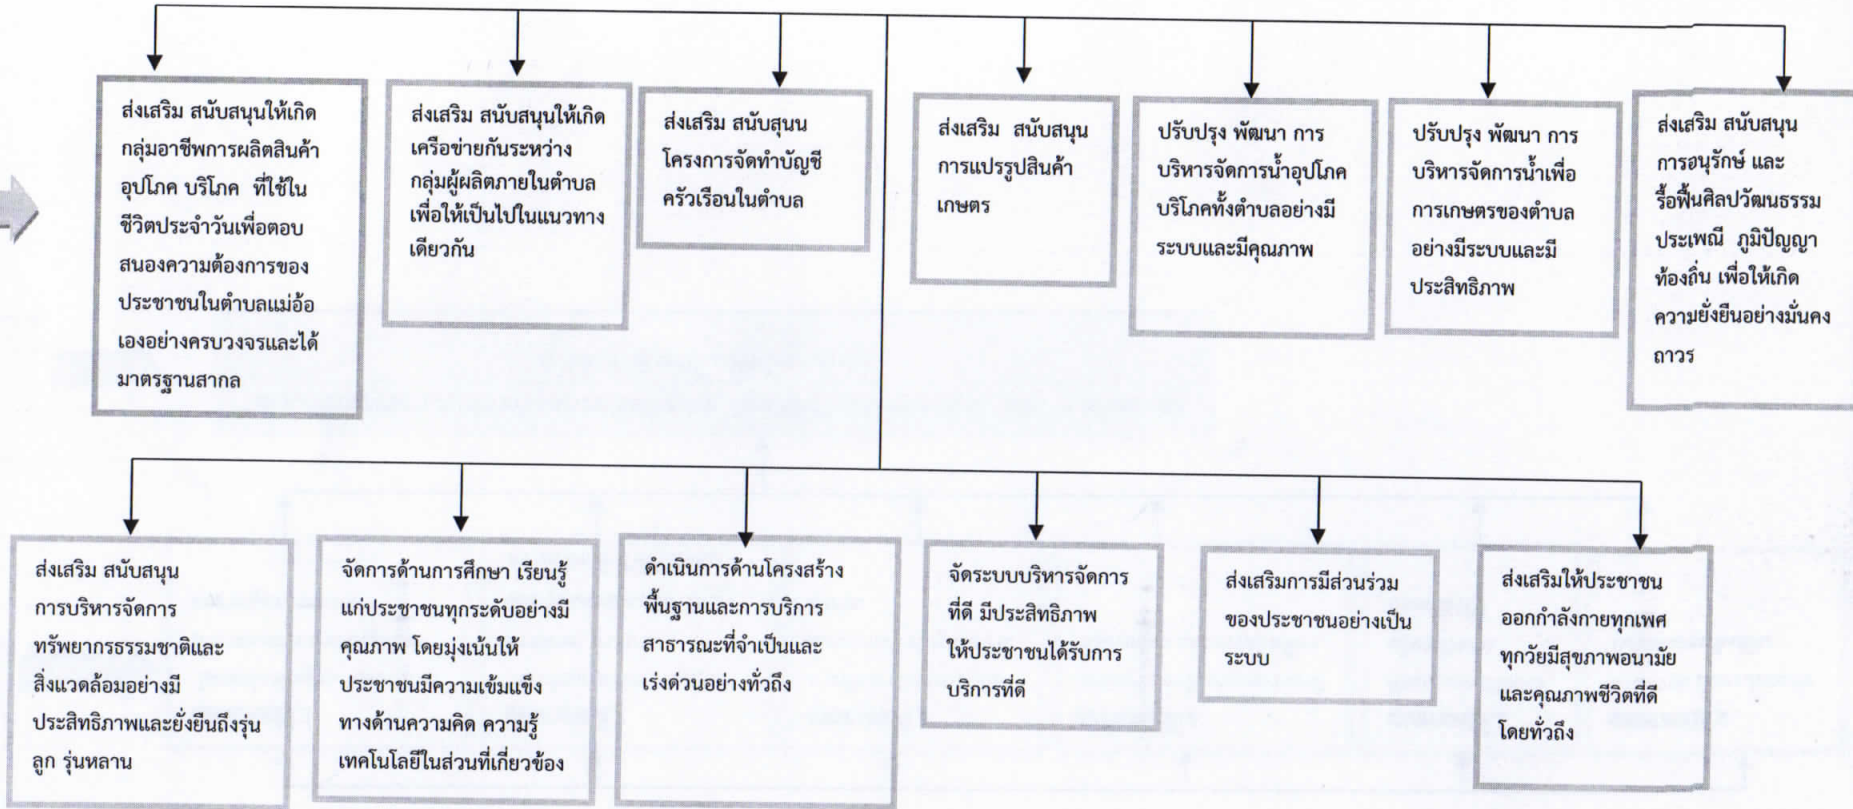 ส่งเสริม สนับสนุนให้เกิด
กลุ่มอาชีพการผลิตสินค้า
อุปโภค บริโภค ที่ใช้ใน
ชีวิตประจำวันเพื่อตอบ
สนองความต้องการของ
ประชาชนในตำบลแม่อ้อ
เองอย่างครบวงจรและได้
มาตรฐานสากล
ส่งเสริม สนับสนุนให้เกิด
เครือข่ายกันระหว่าง
กลุ่มผู้ผลิตภายในตำบล
เพื่อให้เป็นไปในแนวทาง
เดียวกัน
ส่งเสริม สนับสุนน
โครงการจัดทำบัญชี
ครัวเรือนในตำบล
ส่งเสริม สนับสนุน
การแปรรูปสินค้า
เกษตร
ปรับปรุง พัฒนา การ
บริหารจัดการน้ำอุปโภค
บริโภคทั้งตำบลอย่างมี
ระบบและมีคุณภาพ
ปรับปรุง พัฒนา การ
บริหารจัดการน้ำเพื่อ
การเกษตรของตำบล
อย่างมีระบบและมี
ประสิทธิภาพ
ส่งเสริม สนับสนุน
การอนุรักษ์ และ
รื้อฟื้นศิลปวัฒนธรรม
ประเพณี ภูมิปัญญา
ท้องถิ่น เพื่อให้เกิด
ความยั่งยืนอย่างมั่นคง
ถาวร
ส่งเสริม สนับสนุน
การบริหารจัดการ
ทรัพยากรธรรมชาติและ
สิ่งแวดล้อมอย่างมี
ประสิทธิภาพและยั่งยืนถึงรุ่น
ลูก รุ่นหลาน
จัดการด้านการศึกษา เรียนรู้
แก่ประชาชนทุกระดับอย่างมี
คุณภาพ โดยมุ่งเน้นให้
ประชาชนมีความเข้มแข็ง
ทางด้านความคิด ความรู้
เทคโนโลยีในส่วนที่เกี่ยวข้อง
ดำเนินการด้านโครงสร้าง
พื้นฐานและการบริการ
สาธารณะที่จำเป็นและ
เร่งด่วนอย่างทั่วถึง
จัดระบบบริหารจัดการ
ที่ดี มีประสิทธิภาพ
ให้ประชาชนได้รับการ
บริการที่ดี
ส่งเสริมการมีส่วนร่วม
ของประชาชนอย่างเป็น
ระบบ
ส่งเสริมให้ประชาชน
ออกกำลังกายทุกเพศ
ทุกวัยมีสุขภาพอนามัย
และคุณภาพชีวิตที่ดี
โดยทั่วถึง